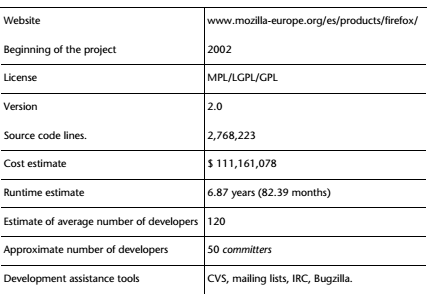 Website www.mozilla-europe.org/es/products/firefox/
Beginning of the project 2002
License MPL/LGPL/GPL
Version 2.0
Source code lines. 2,768,223
Cost estimate $ 111,161,078
Runtime estimate 6.87 years (82.39 months)
Estimate of average number of developers 120
Approximate number of developers 50 committers
Development assistance tools CVS, mailing lists, IRC, Bugzilla.